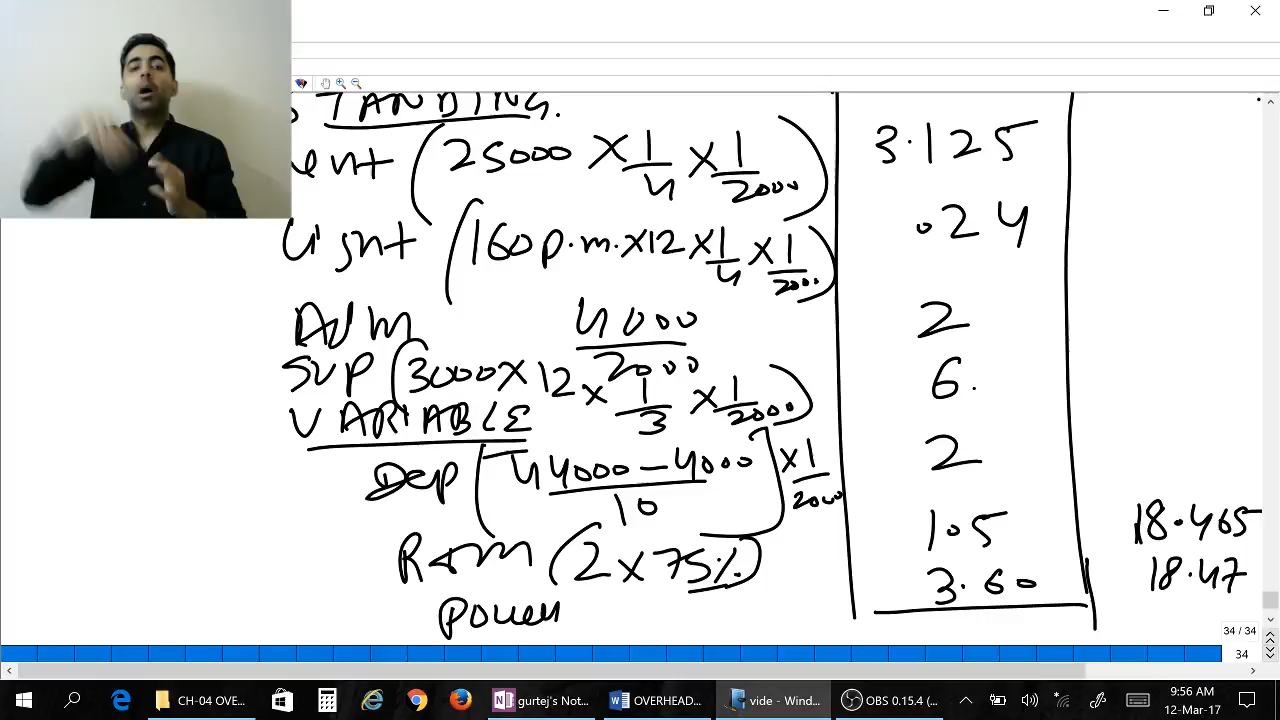 STANDING.
ent (25000 × 1/4 × 1/2000) 3.125
Light (160 p.m. × 12 × 1/4 × 1/2000) .24
Adm 4000/2000 2
SUP (3000 × 12 × 1/3 × 1/2000) 6.
VARIABLE
Dep [44000 – 4000 / 10] × 1/2000 2
R+m (2 × 75%) 1.5 18.465
Power 3.60 18.47
34 / 34
34
CH-04 OVE...
gurtej's Not...
OVERHEAD...
vide - Wind...
OBS 0.15.4 (...
9:56 AM
12-Mar-17